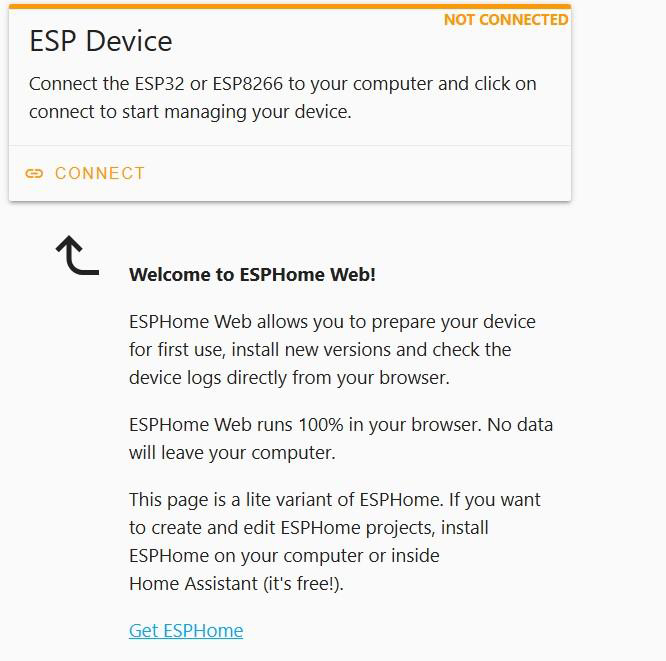 NOT CONNECTED
ESP Device
Connect the ESP32 or ESP8266 to your computer and click on
connect to start managing your device.
CONNECT
Welcome to ESPHome Web!
ESPHome Web allows you to prepare your device
for first use, install new versions and check the
device logs directly from your browser.
ESPHome Web runs 100% in your browser. No data
will leave your computer.
This page is a lite variant of ESPHome. If you want
to create and edit ESPHome projects, install
ESPHome on your computer or inside
Home Assistant (it's free!).
Get ESPHome